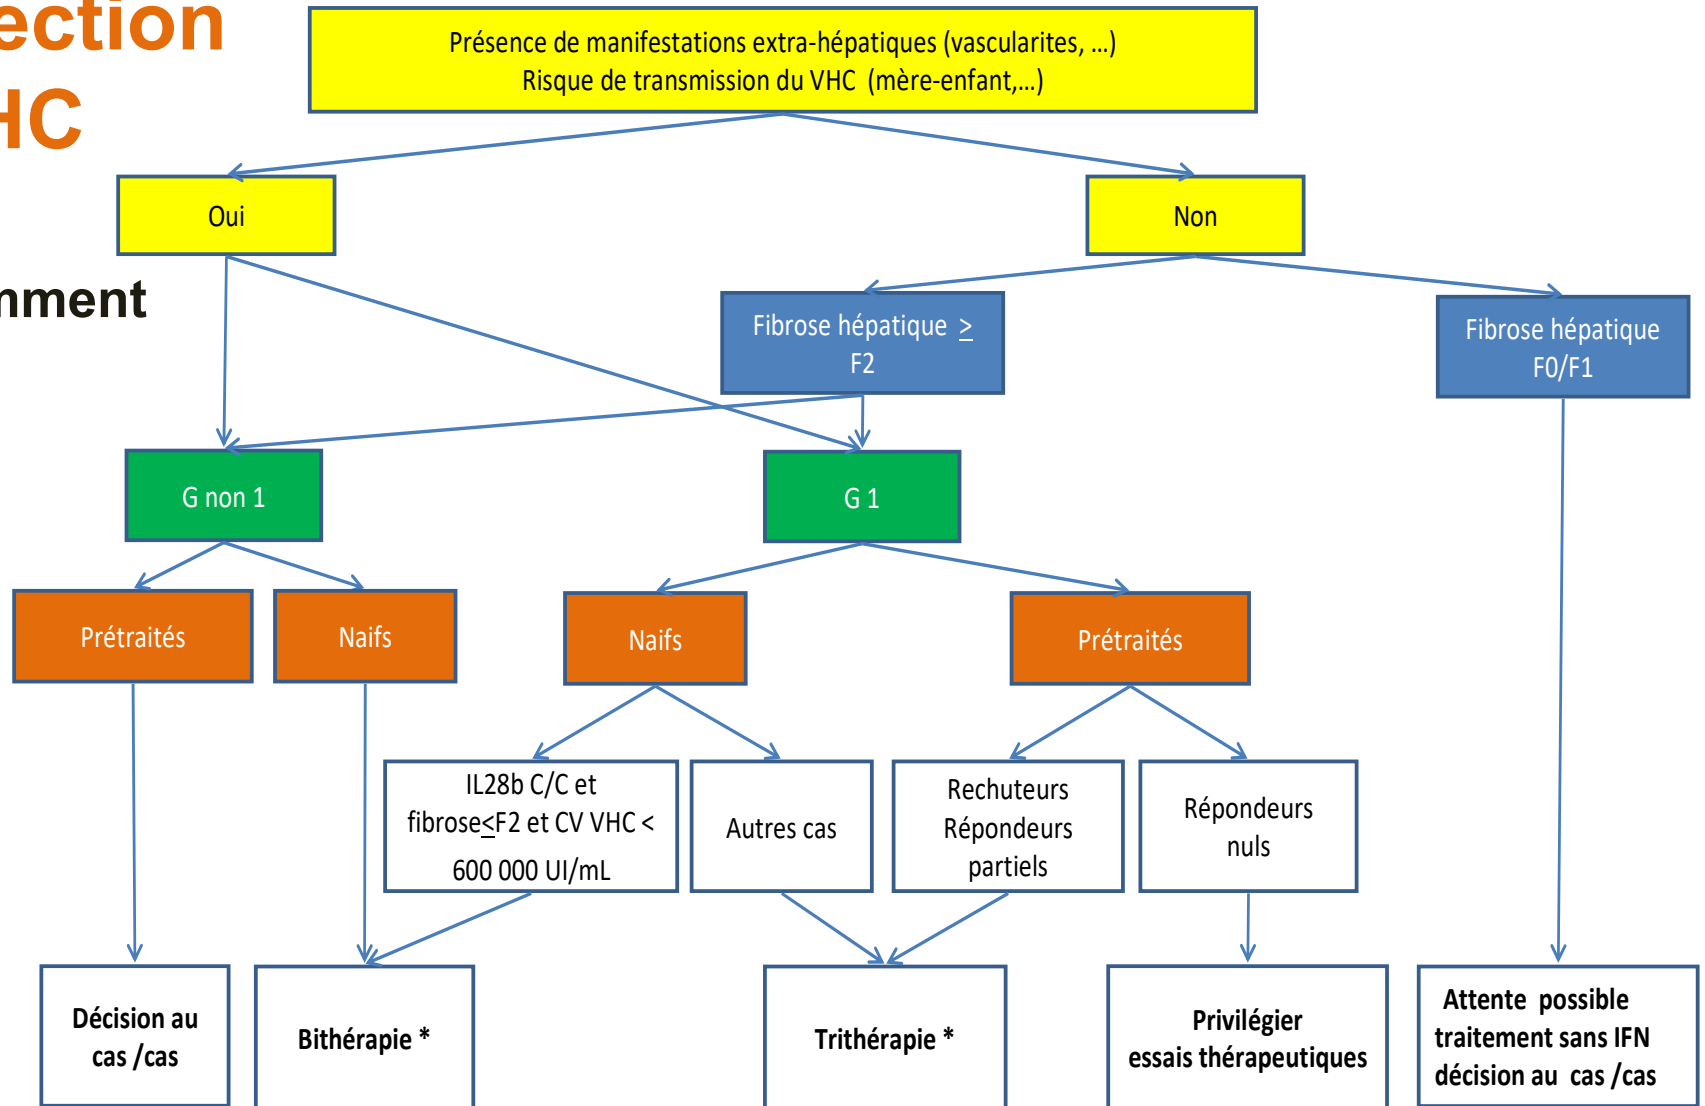 ection
HC
mment
Présence de manifestations extra-hépatiques (vascularites, ...)
Risque de transmission du VHC (mère-enfant,...)
Oui
Non
Fibrose hépatique ≥
F2
Fibrose hépatique
F0/F1
G non 1
G 1
Prétraités
Naifs
Naifs
Prétraités
IL28b C/C et
fibrose≤F2 et CV VHC <
600 000 UI/mL
Autres cas
Rechuteurs
Répondeurs
partiels
Répondeurs
nuls
Décision au
cas /cas
Bithérapie *
Trithérapie *
Privilégier
essais thérapeutiques
Attente possible
traitement sans IFN
décision au cas /cas